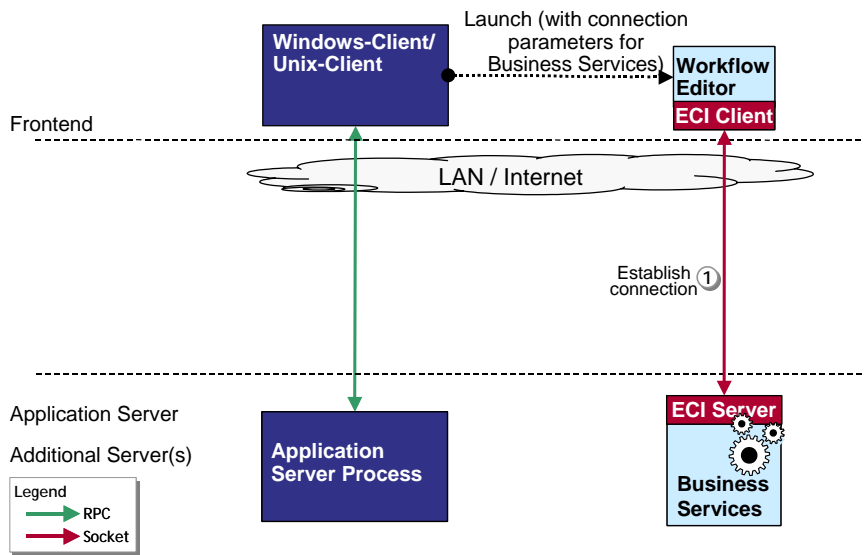 Windows-Client/
Unix-Client
Launch (with connection
parameters for
Business Services)
Workflow
Editor
ECI Client
Frontend
LAN / Internet
Establish
connection
1
Application Server
Additional Server(s)
Application
Server Process
ECI Server
Business
Services
Legend
RPC
Socket